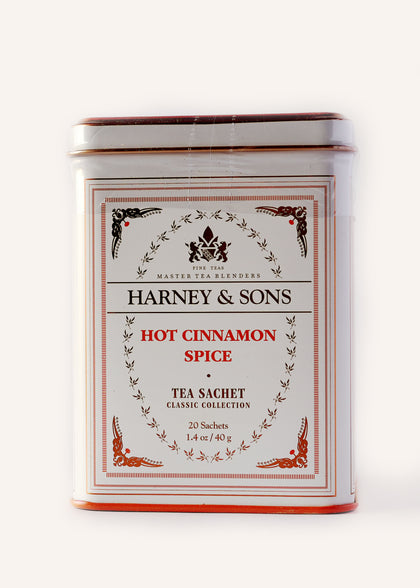 FINE TEAS
MASTER TEA BLENDERS
HARNEY & SONS
HOT CINNAMON
SPICE
TEA SACHET
CLASSIC COLLECTION
20 Sachets
1.4 oz / 40 g